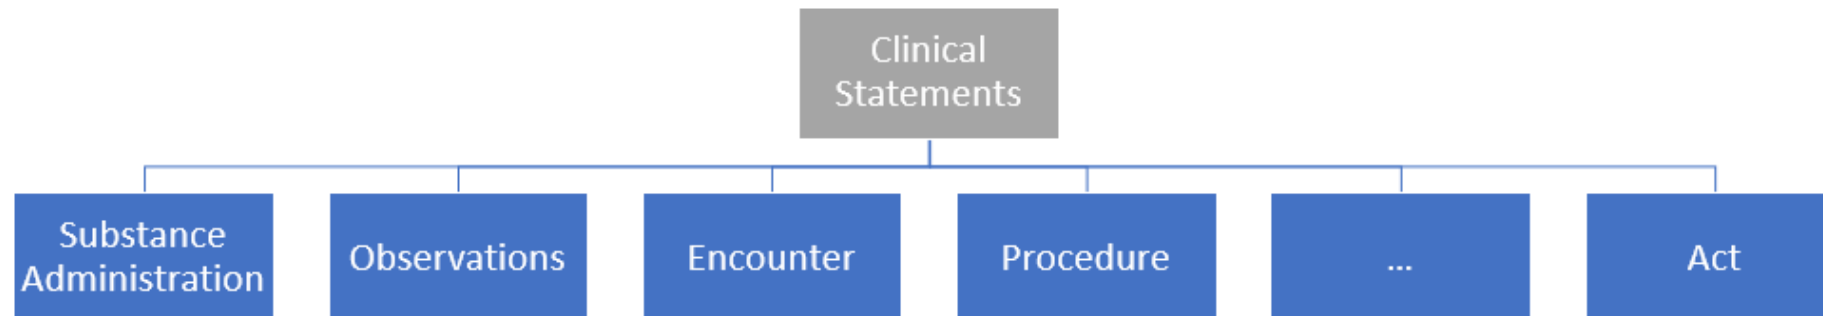 Clinical
Statements
Substance
Administration
Observations
Encounter
Procedure
...
Act